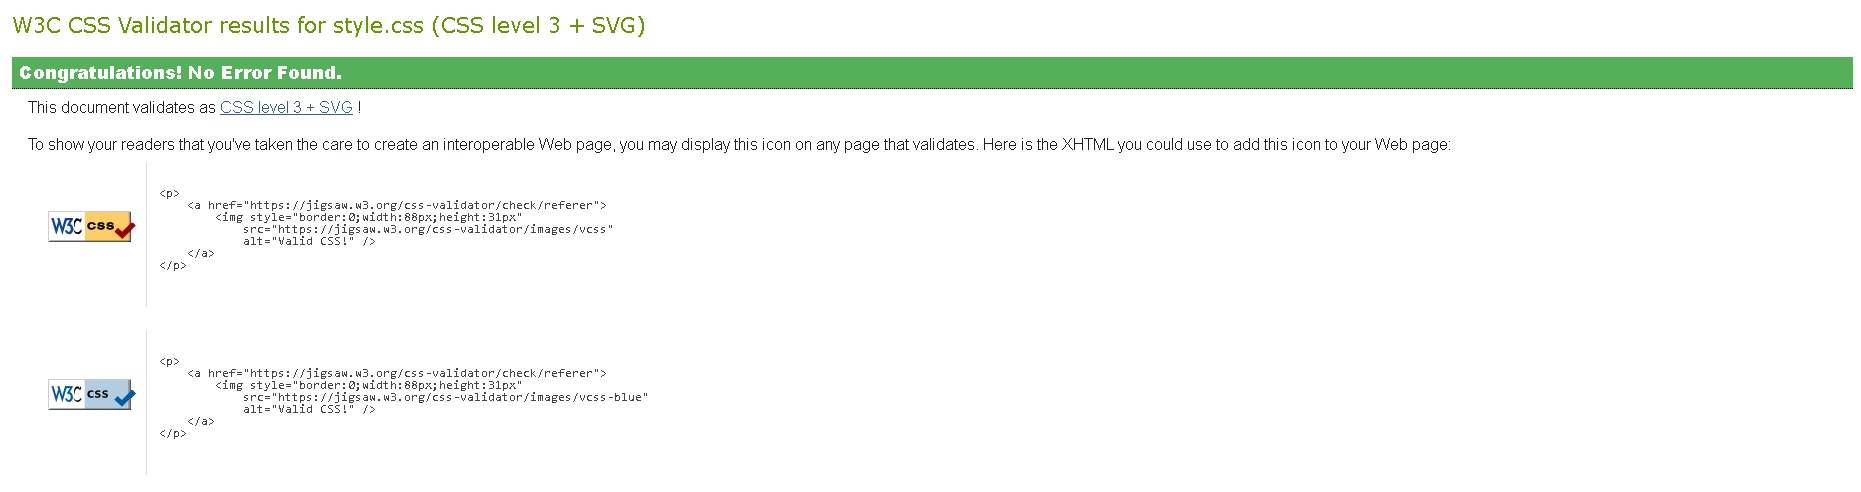 W3C CSS Validator results for style.css (CSS level 3 + SVG)
Congratulations! No Error Found.
This document validates as CSS level 3 + SVG !
To show your readers that you've taken the care to create an interoperable Web page, you may display this icon on any page that validates. Here is the XHTML you could use to add this icon to your Web page:
W3C css
<p>
    <a href="https://jigsaw.w3.org/css-validator/check/referer">
        <img style="border:0;width:88px;height:31px"
            src="https://jigsaw.w3.org/css-validator/images/vcss"
            alt="Valid CSS!" />
    </a>
</p>
W3C css
<p>
    <a href="https://jigsaw.w3.org/css-validator/check/referer">
        <img style="border:0;width:88px;height:31px"
            src="https://jigsaw.w3.org/css-validator/images/vcss-blue"
            alt="Valid CSS!" />
    </a>
</p>